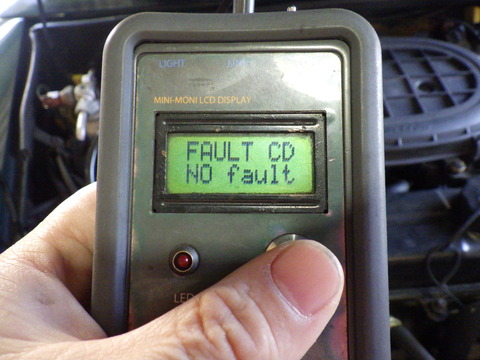 LIGHT
MINI-MONI LCD DISPLAY
FAULT CD
NO fault
LED